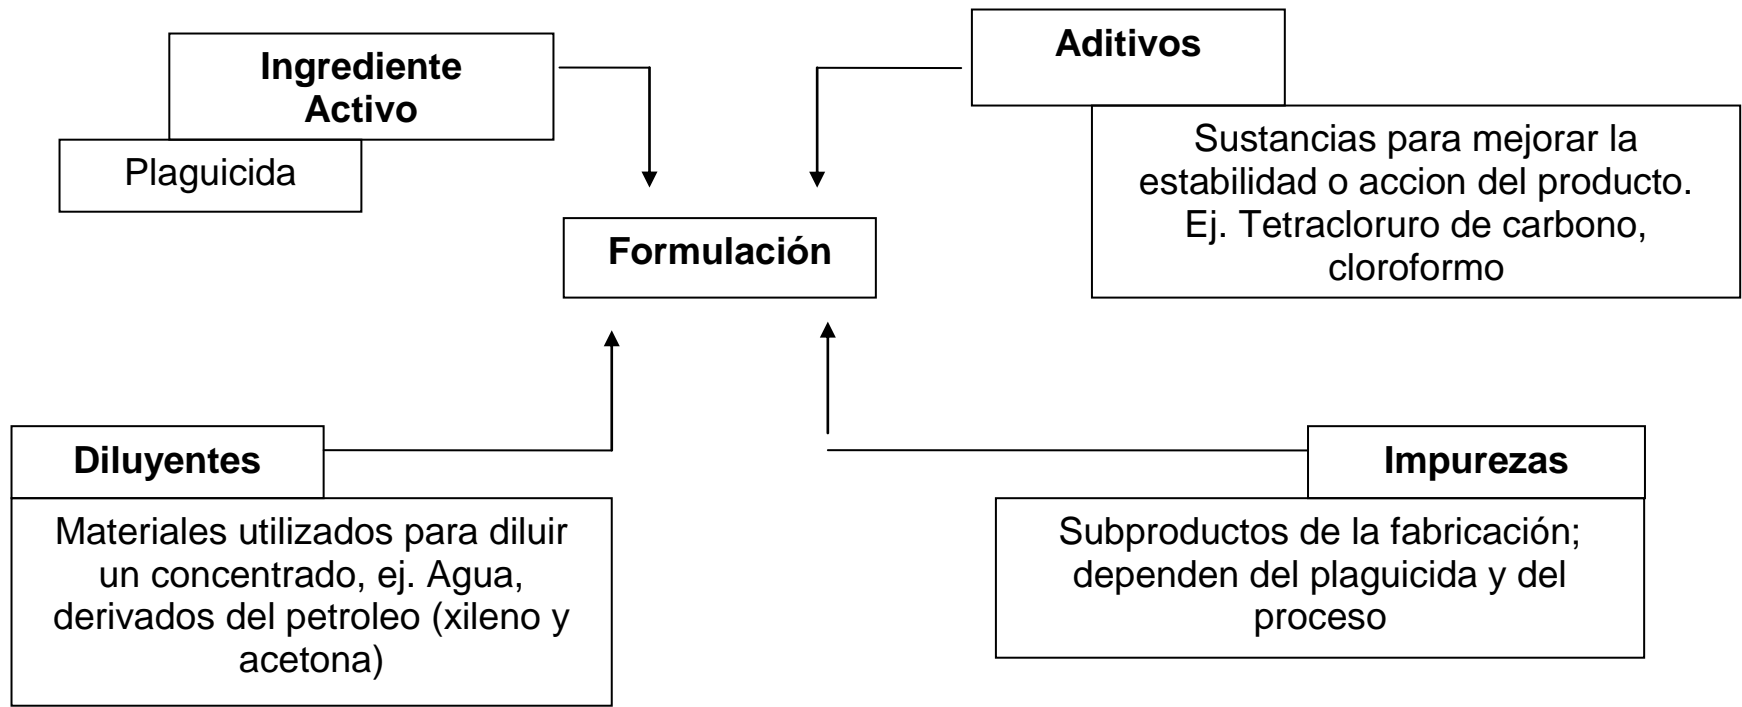 Ingrediente
Activo
Plaguicida
Aditivos
Sustancias para mejorar la
estabilidad o accion del producto.
Ej. Tetracloruro de carbono,
cloroformo
Formulación
Diluyentes
Materiales utilizados para diluir
un concentrado, ej. Agua,
derivados del petroleo (xileno y
acetona)
Impurezas
Subproductos de la fabricación;
dependen del plaguicida y del
proceso